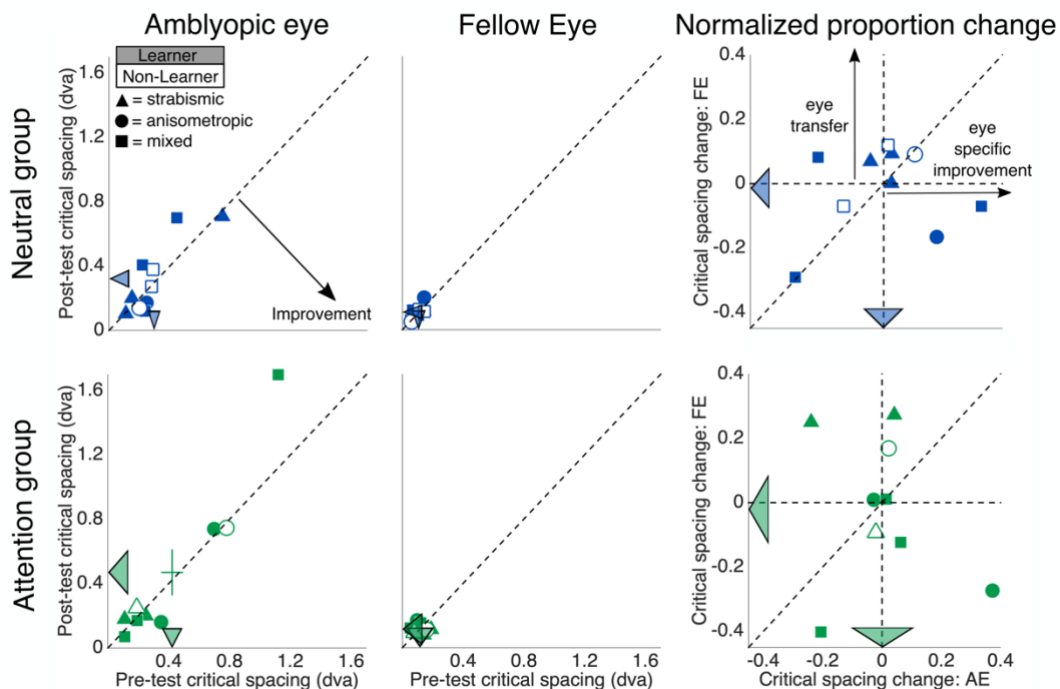 Amblyopic eye
Fellow Eye
Normalized proportion change
Neutral group
Post-test critical spacing (dva)
1.6
1.2
0.8
0.4
0
Learner
Non-Learner
▲ = strabismic
● = anisometropic
■ = mixed
Improvement
Critical spacing change: FE
0.4
0.2
0
-0.2
-0.4
eye
transfer
eye
specific
improvement
Attention group
Post-test critical spacing (dva)
1.6
1.2
0.8
0.4
0
0.4 0.8 1.2 1.6
Pre-test critical spacing (dva)
0.4 0.8 1.2 1.6
Pre-test critical spacing (dva)
Critical spacing change: FE
0.4
0.2
0
-0.2
-0.4
-0.4 -0.2 0 0.2 0.4
Critical spacing change: AE